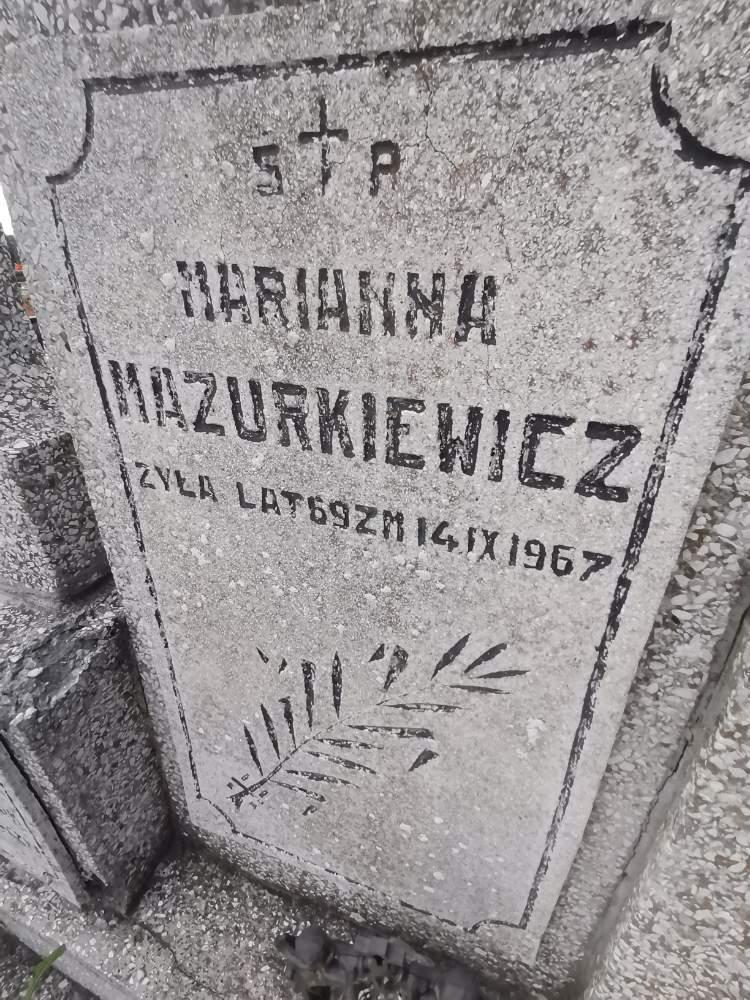 S P
MARIANNA
MAZURKIEWICZ
ŻYŁA LAT 69 ZM 14 IX 1967